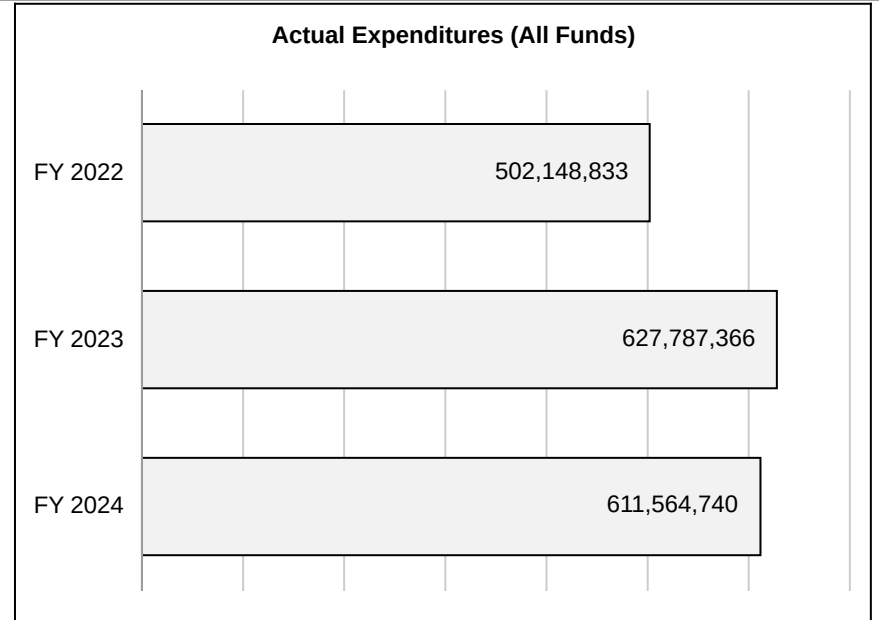 Actual Expenditures (All Funds)
FY 2022
502,148,833
FY 2023
627,787,366
FY 2024
611,564,740